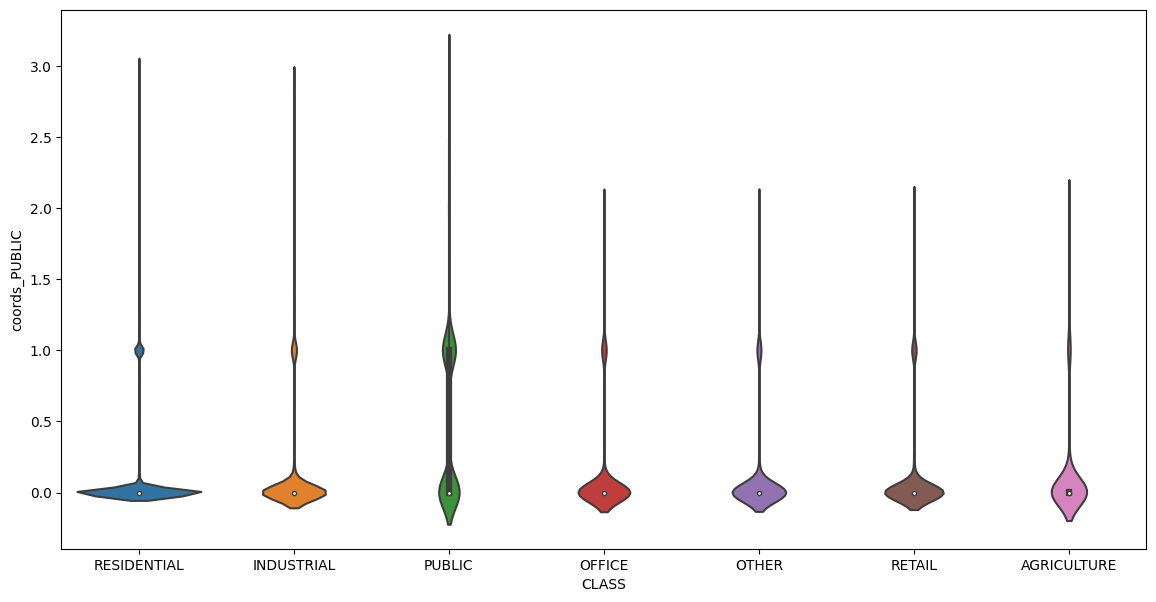 3.0
2.5
2.0
1.5
1.0
0.5
0.0
coords_PUBLIC
RESIDENTIAL INDUSTRIAL PUBLIC OFFICE OTHER RETAIL AGRICULTURE
CLASS